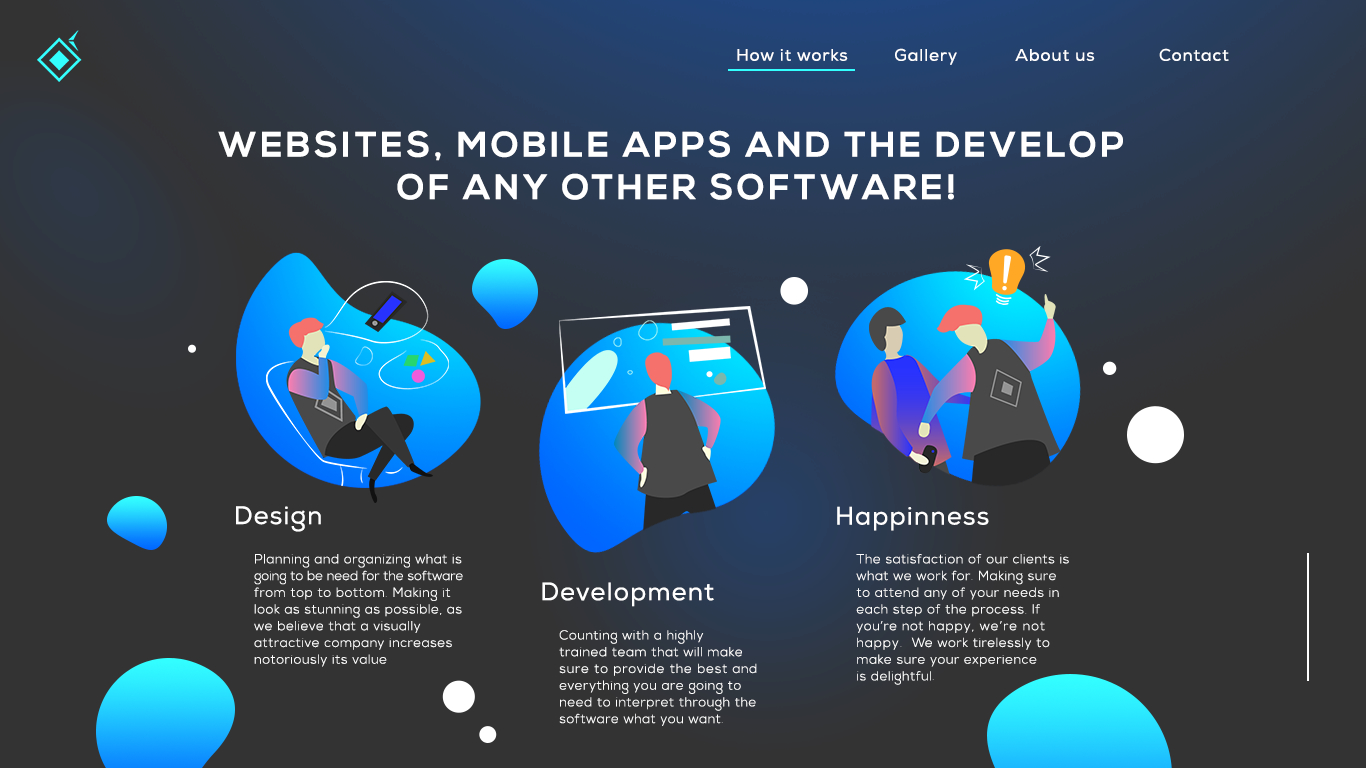 How it works
Gallery
About us
Contact
WEBSITES, MOBILE APPS AND THE DEVELOP
OF ANY OTHER SOFTWARE!
Design
Planning and organizing what is
going to be need for the software
from top to bottom. Making it
look as stunning as possible, as
we believe that a visually
attractive company increases
notoriously its value
Development
Counting with a highly
trained team that will make
sure to provide the best and
everything you are going to
need to interpret through the
software what you want.
Happinness
The satisfaction of our clients is
what we work for. Making sure
to attend any of your needs in
each step of the process. If
you're not happy, we're not
happy.  We work tirelessly to
make sure your experience
is delightful.